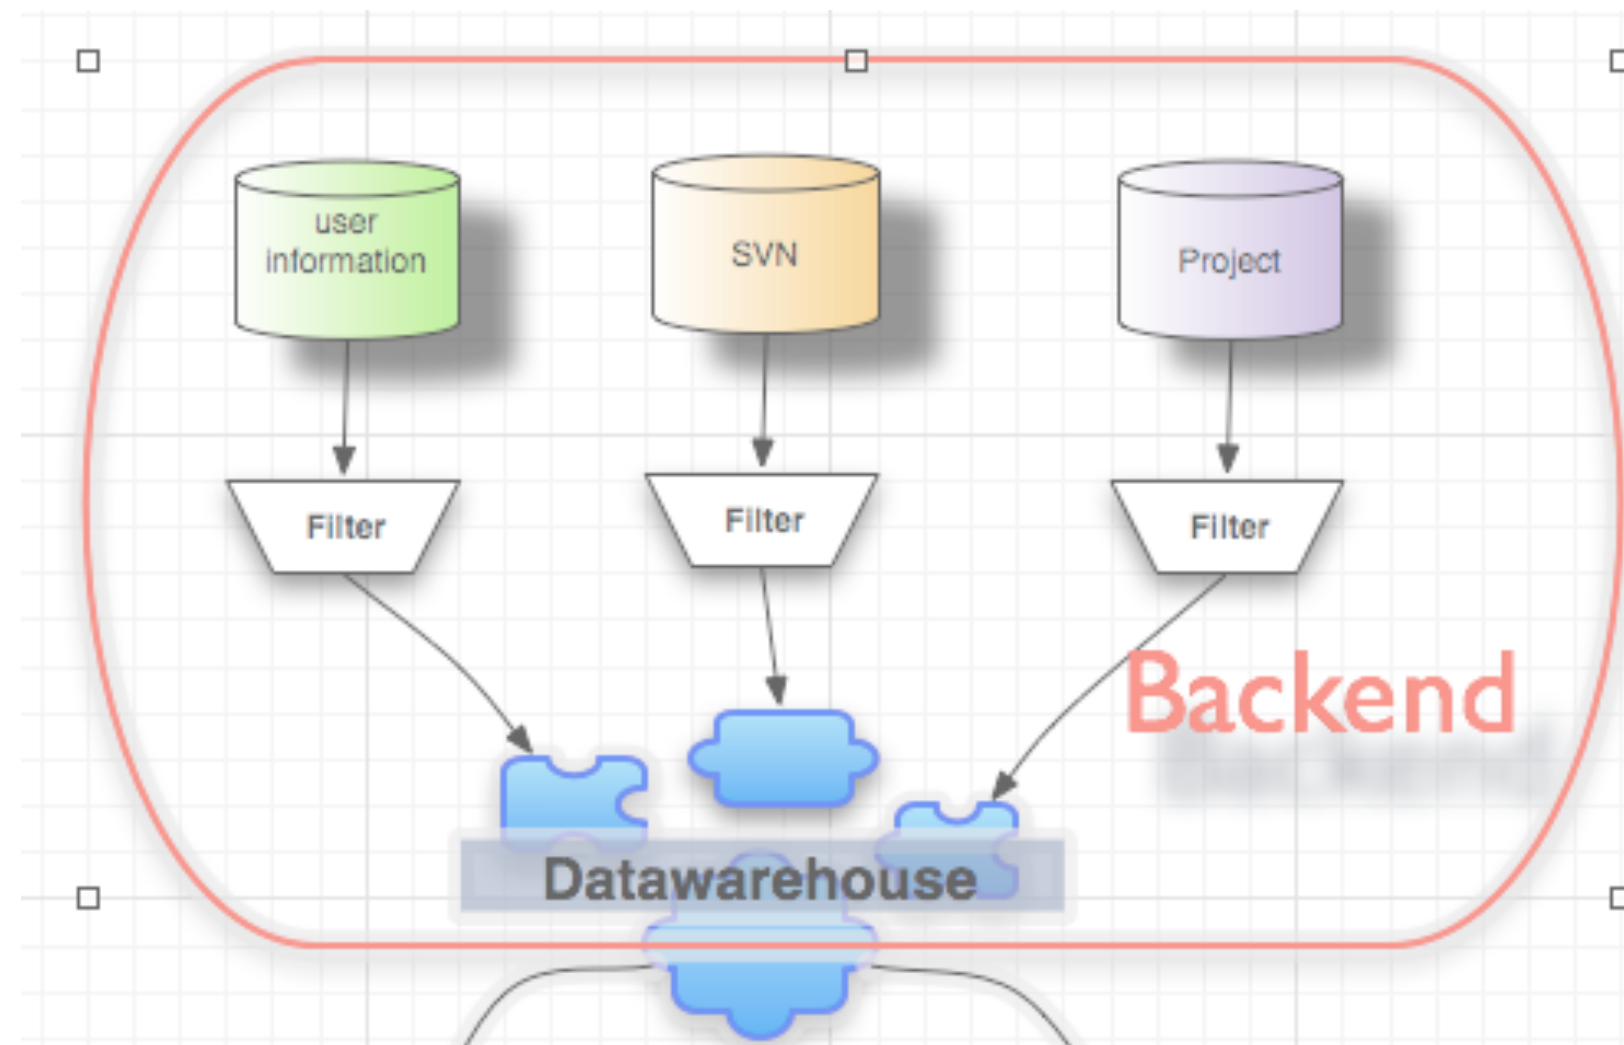 user
information
SVN
Project
Filter
Filter
Filter
Backend
Datawarehouse